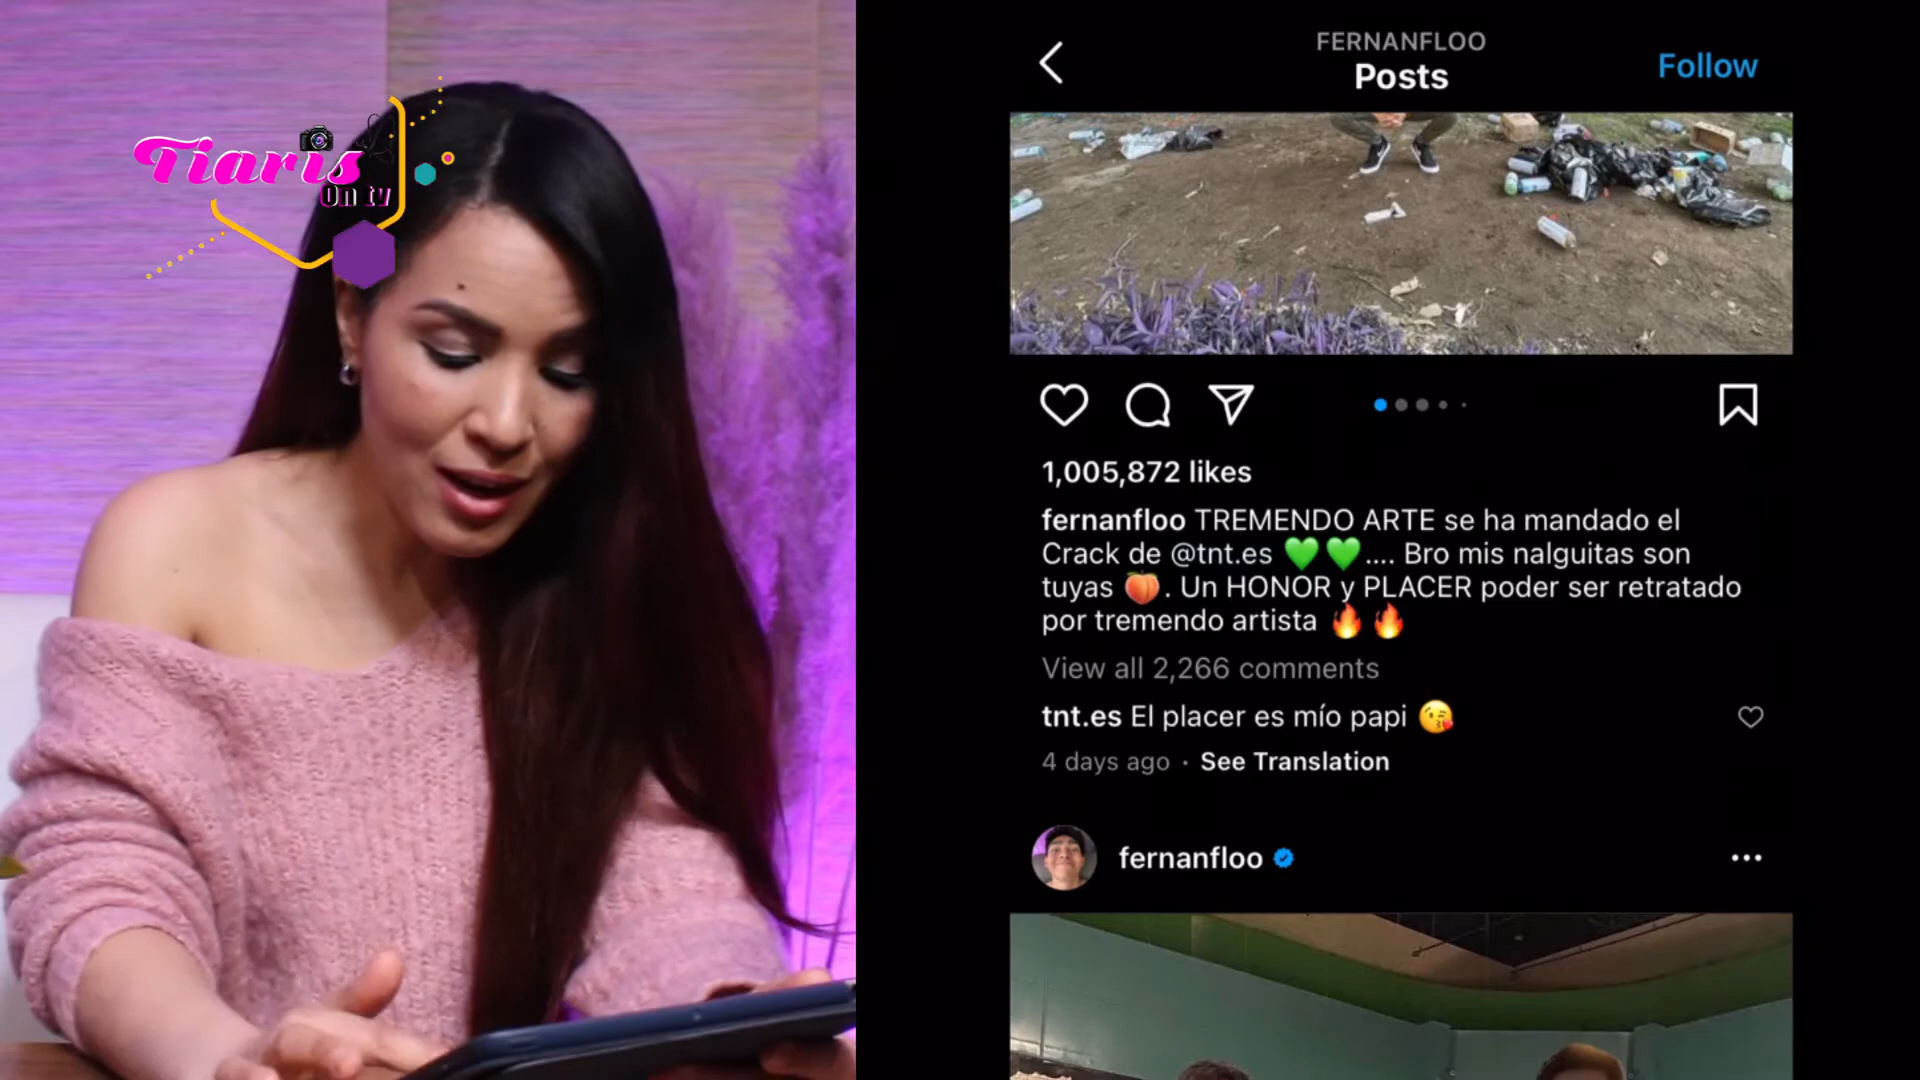 Tiaris
On tv
FERNANFLOO
Posts
Follow
1,005,872 likes
fernanfloo TREMENDO ARTE se ha mandado el
Crack de @tnt.es 💚💚.... Bro mis nalguitas son
tuyas 🍑. Un HONOR y PLACER poder ser retratado
por tremendo artista 🔥🔥
View all 2,266 comments
tnt.es El placer es mío papi 😘
4 days ago · See Translation
fernanfloo